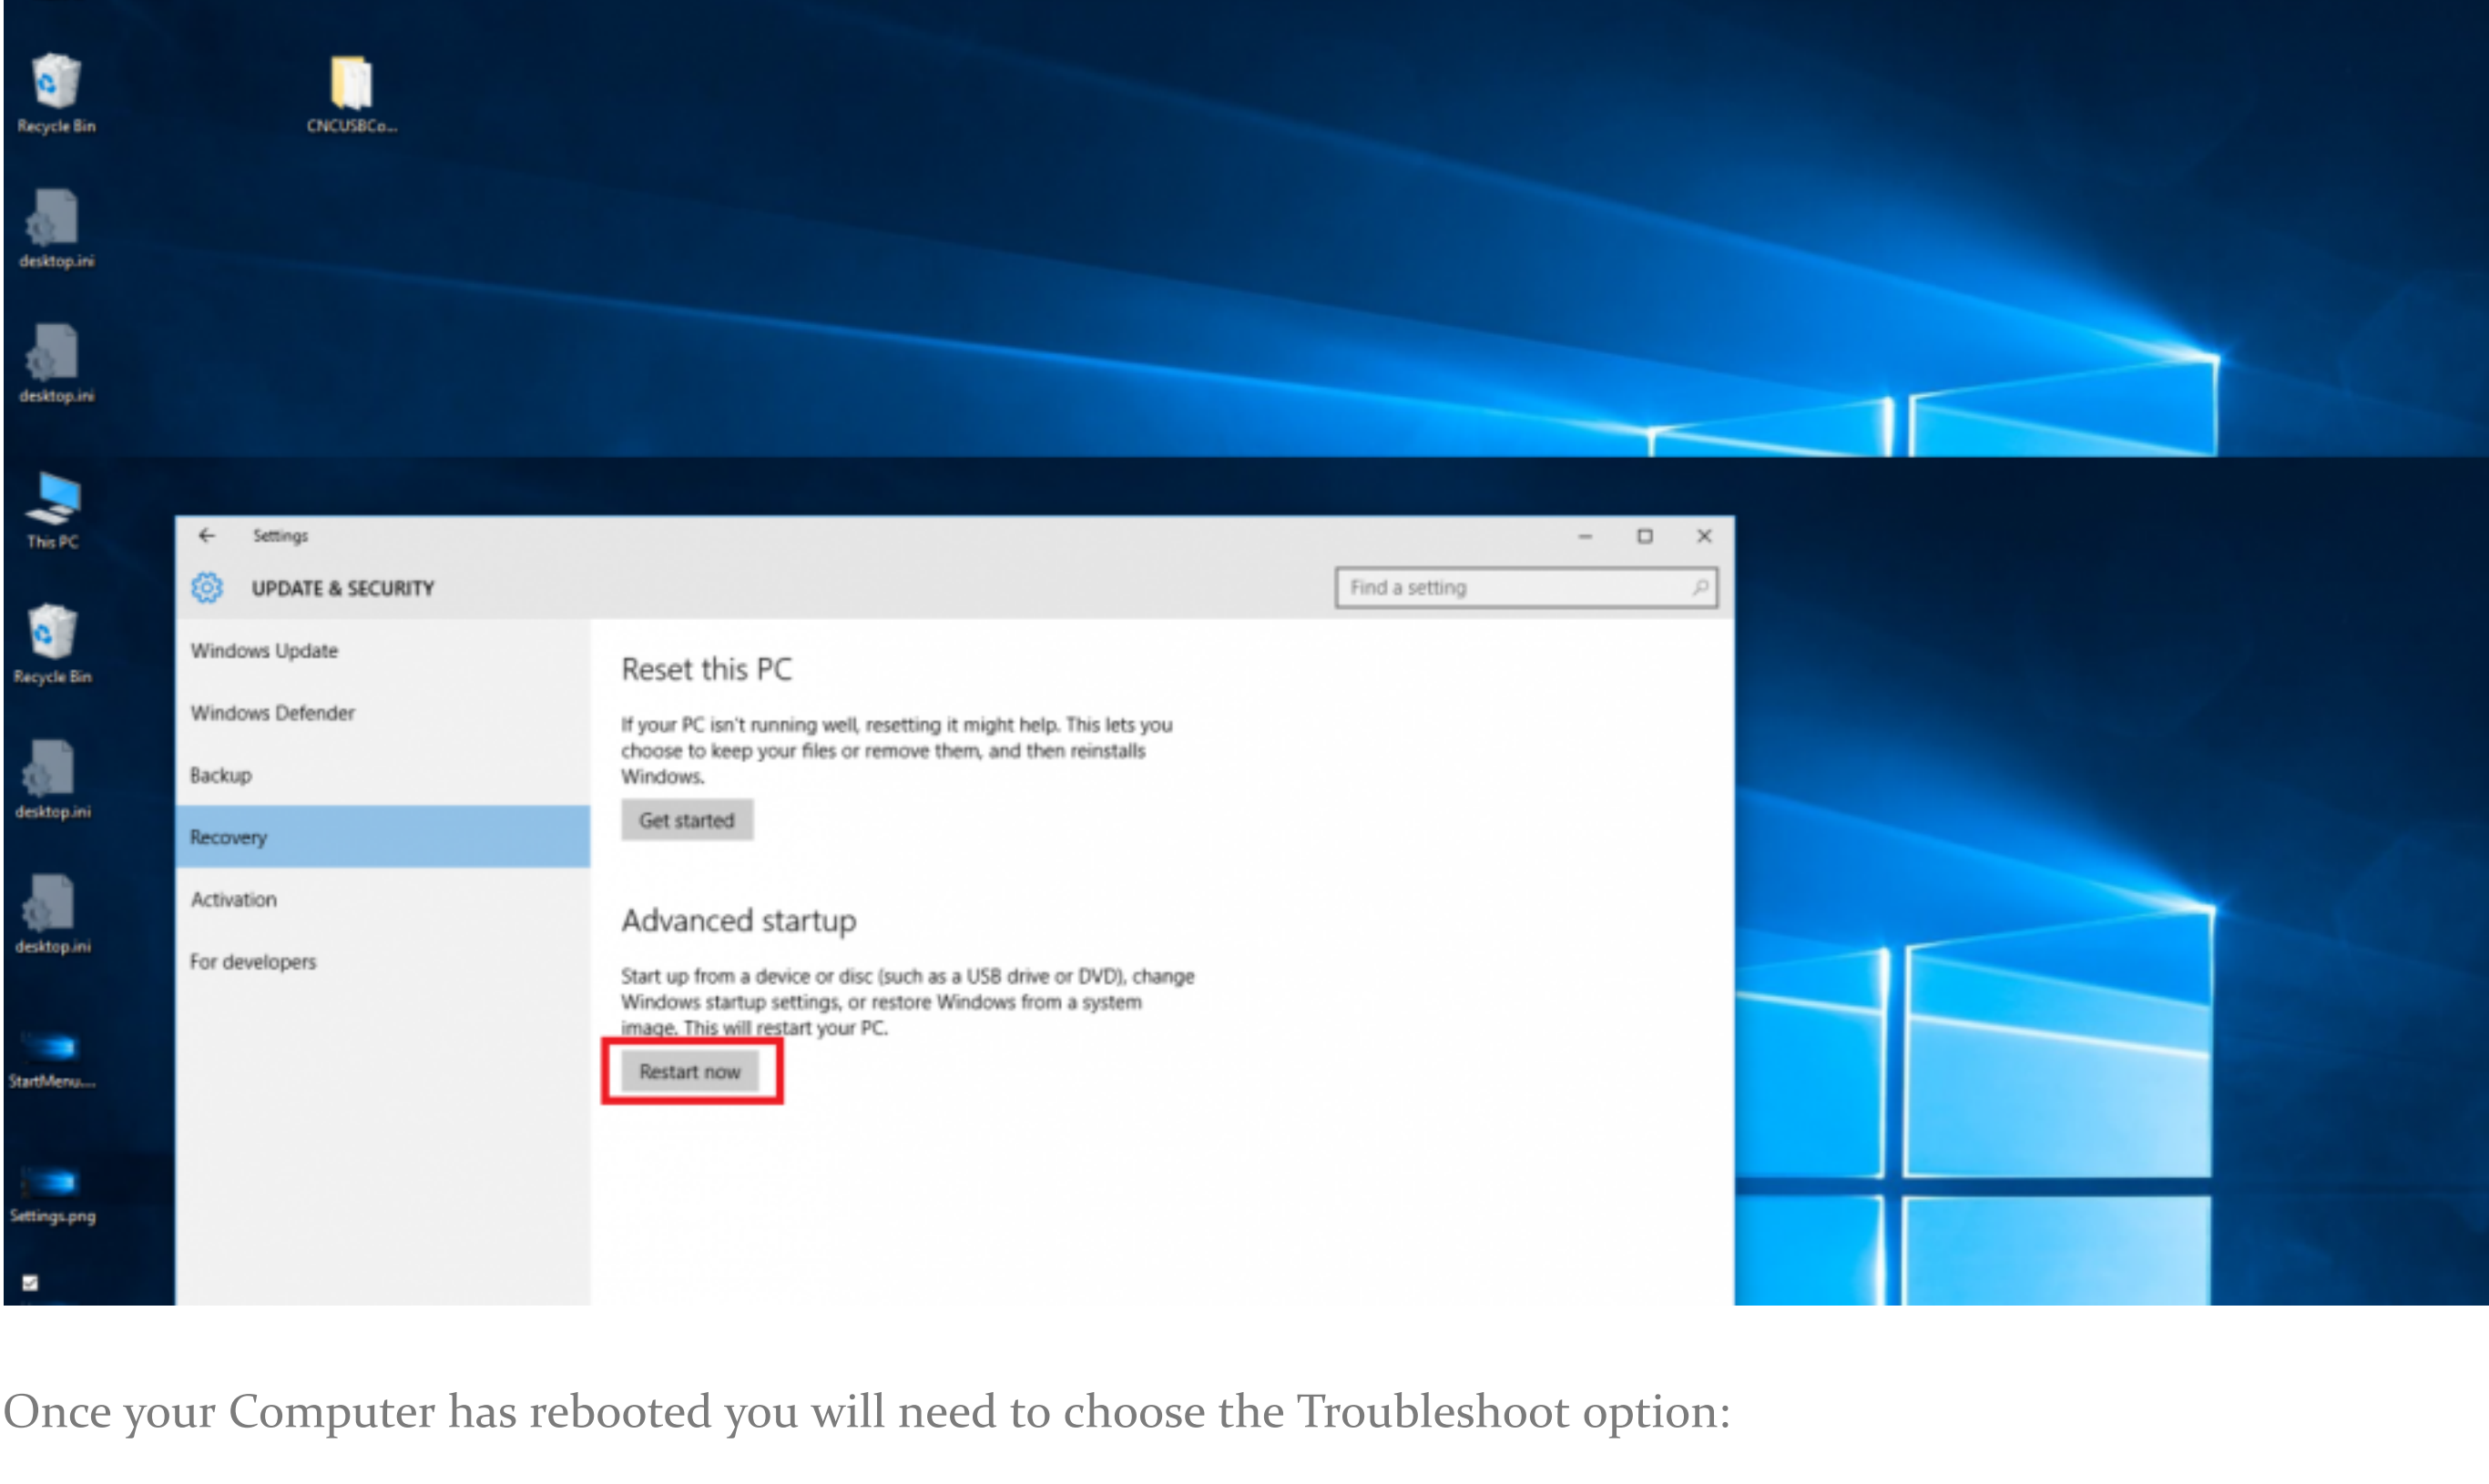 Recycle Bin
CNCUSBCo...
desktop.ini
desktop.ini
This PC
Recycle Bin
desktop.ini
desktop.ini
StartMenu....
Settings.png
Settings
UPDATE & SECURITY
Find a setting
Windows Update
Windows Defender
Backup
Recovery
Activation
For developers
Reset this PC
If your PC isn't running well, resetting it might help. This lets you
choose to keep your files or remove them, and then reinstalls
Windows.
Get started
Advanced startup
Start up from a device or disc (such as a USB drive or DVD), change
Windows startup settings, or restore Windows from a system
image. This will restart your PC.
Restart now
Once your Computer has rebooted you will need to choose the Troubleshoot option: